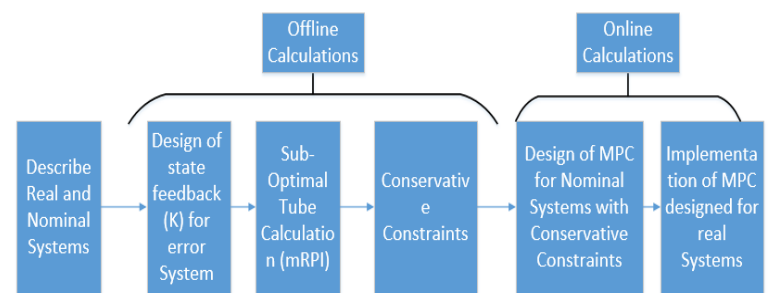 Offline
Calculations
Online
Calculations
Describe
Real and
Nominal
Systems
Design of
state
feedback
(K) for
error
System
Sub-
Optimal
Tube
Calculatio
n (mRPI)
Conservativ
e
Constraints
Design of MPC
for Nominal
Systems with
Conservative
Constraints
Implementa
tion of MPC
designed for
real
Systems